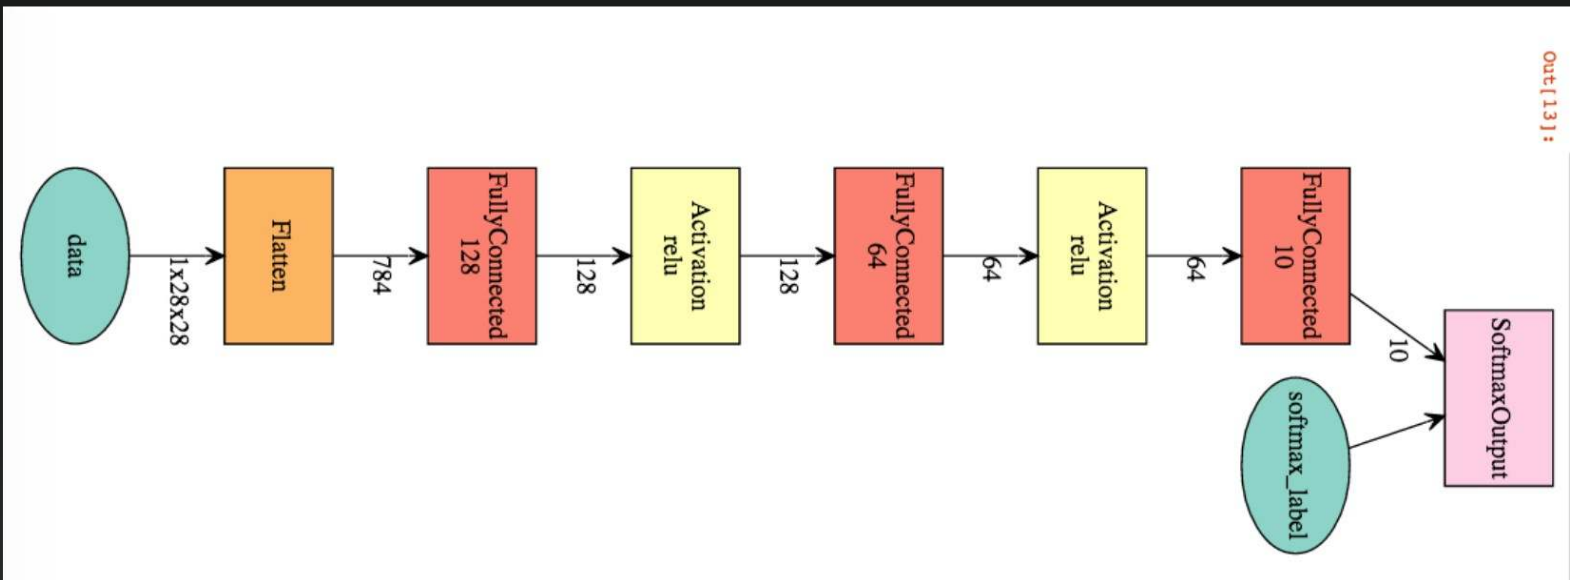 Out[13]:
data
1x28x28
Flatten
784
FullyConnected
128
128
Activation
relu
128
FullyConnected
64
64
Activation
relu
64
FullyConnected
10
10
SoftmaxOutput
softmax_label